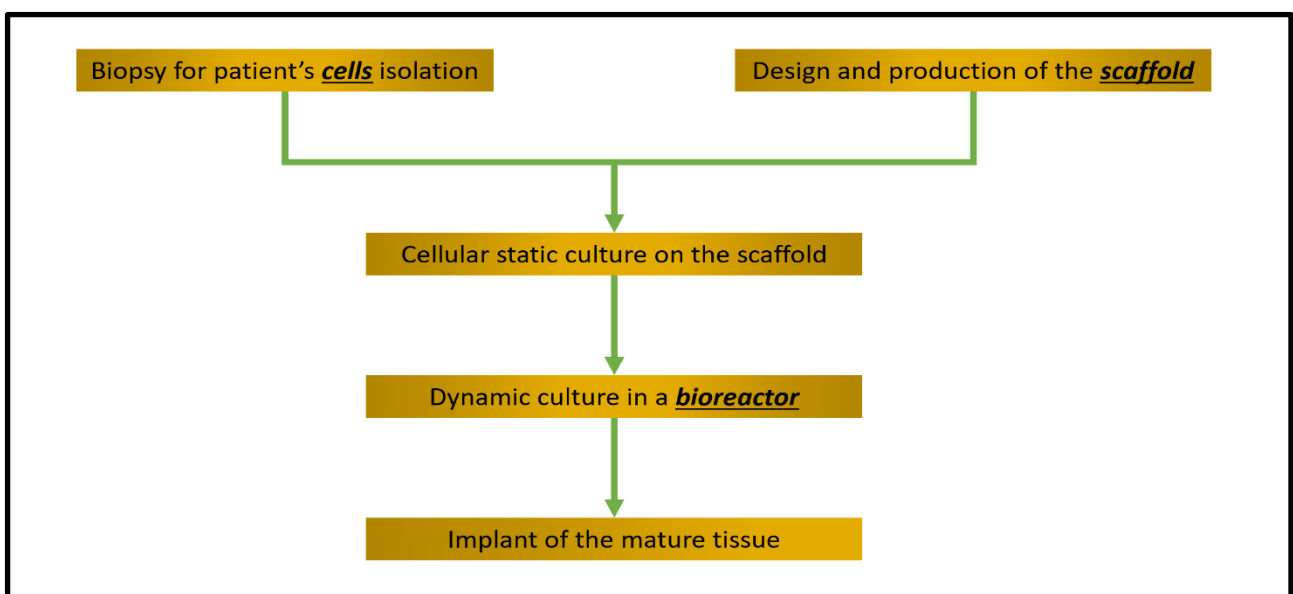 Biopsy for patient’s cells isolation
Design and production of the scaffold
Cellular static culture on the scaffold
Dynamic culture in a bioreactor
Implant of the mature tissue